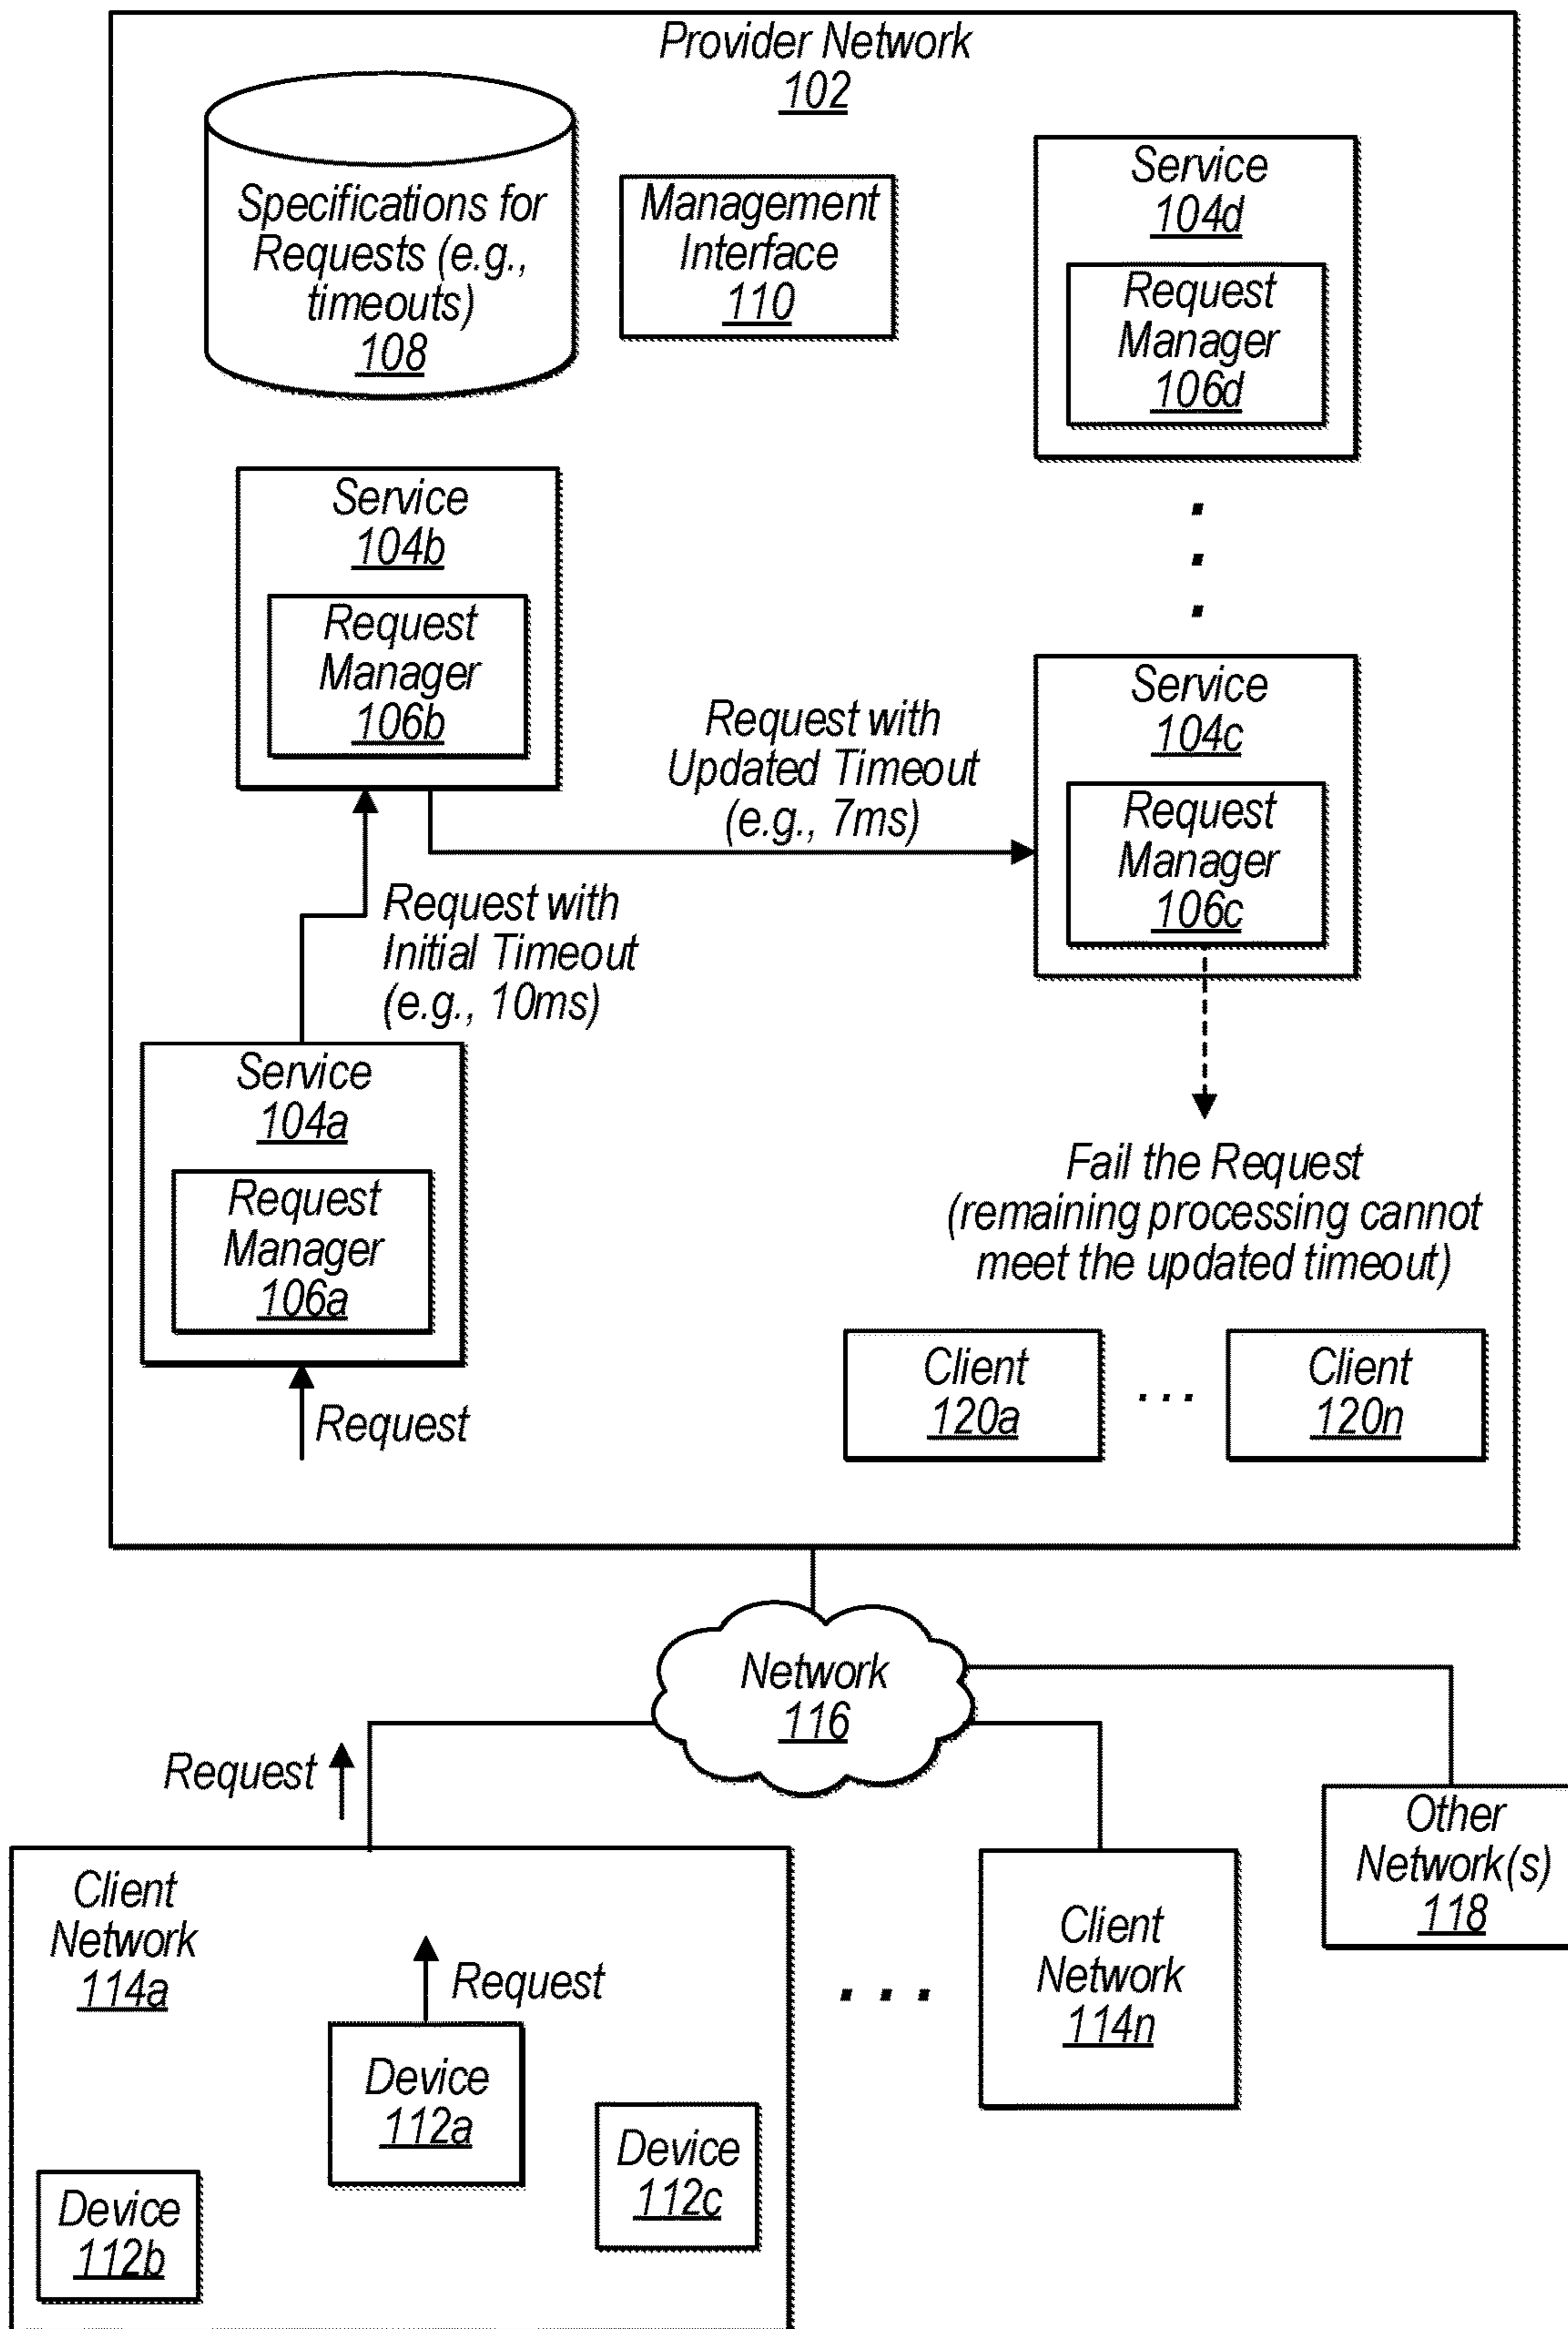 Provider Network
102
Specifications for
Requests (e.g.,
timeouts)
108
Management
Interface
110
Service
104d
Request
Manager
106d
Service
104b
Request
Manager
106b
Request with
Updated Timeout
(e.g., 7ms)
Service
104c
Request
Manager
106c
Request with
Initial Timeout
(e.g., 10ms)
Service
104a
Request
Manager
106a
Request
Fail the Request
(remaining processing cannot
meet the updated timeout)
Client
120a
...
Client
120n
Network
116
Request
Other
Network(s)
118
Client
Network
114a
Request
Device
112a
Device
112b
Device
112c
...
Client
Network
114n